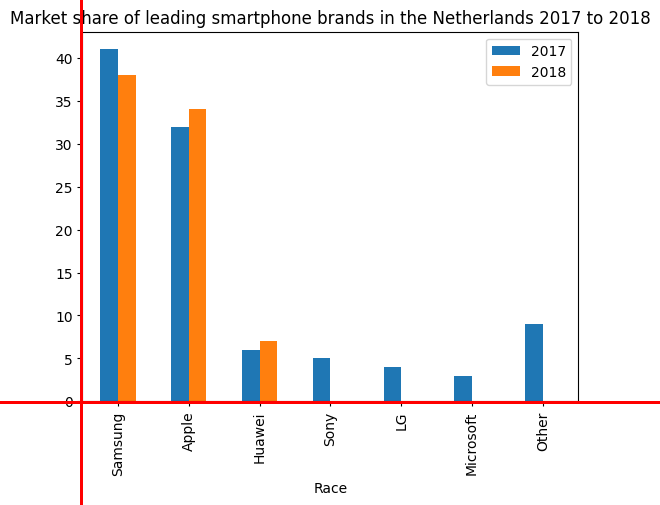 Market share of leading smartphone brands in the Netherlands 2017 to 2018
2017
2018
40
35
30
25
20
15
10
5
0
Samsung
Apple
Huawei
Sony
LG
Microsoft
Other
Race